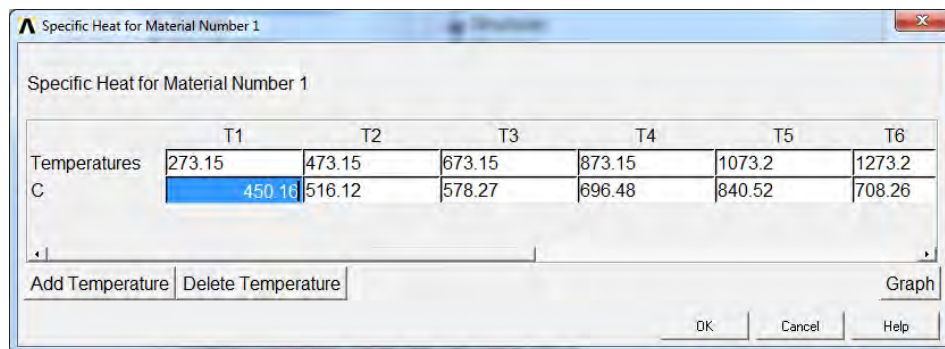 Specific Heat for Material Number 1
Specific Heat for Material Number 1
T1 T2 T3 T4 T5 T6
Temperatures 273.15 473.15 673.15 873.15 1073.2 1273.2
C 450.16 516.12 578.27 696.48 840.52 708.26
Add Temperature Delete Temperature Graph
OK Cancel Help